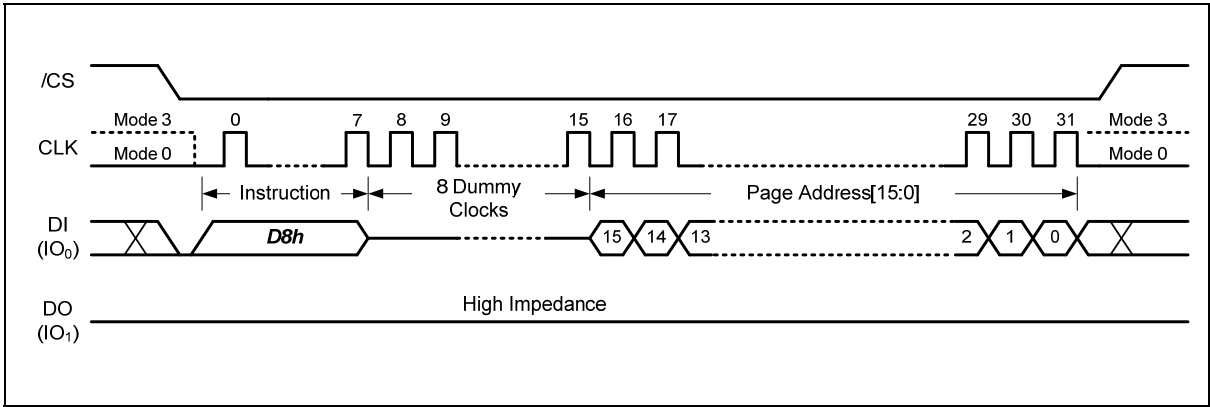 /CS
Mode 3 0 7 8 9 15 16 17 29 30 31 Mode 3
CLK
Mode 0 Mode 0
Instruction 8 Dummy Clocks Page Address[15:0]
DI
(IO0)
D8h 15 14 13 2 1 0
High Impedance
DO
(IO1)